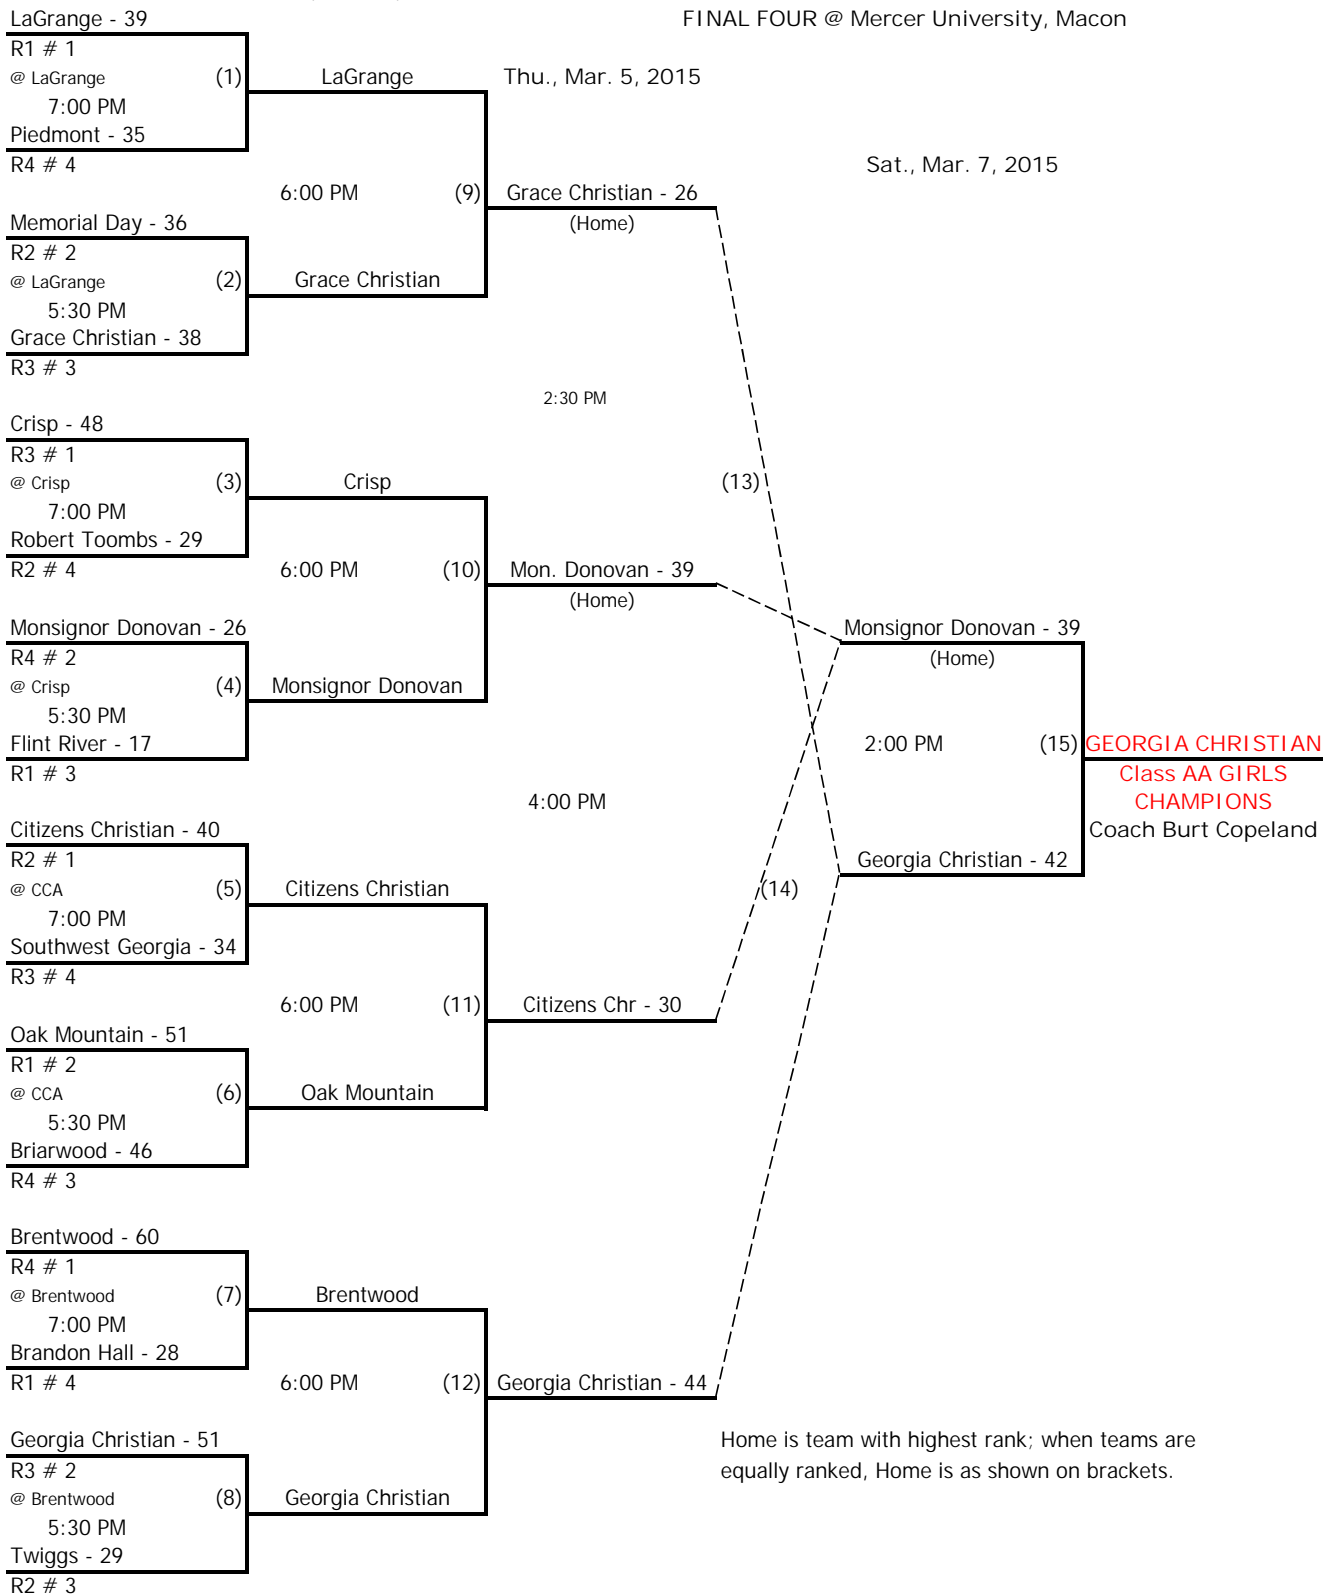 LaGrange - 39
FINAL FOUR @ Mercer University, Macon
R1 # 1
@ LaGrange
(1)
LaGrange
Thu., Mar. 5, 2015
7:00 PM
Piedmont - 35
R4 # 4
Sat., Mar. 7, 2015
6:00 PM
(9)
Grace Christian - 26
(Home)
Memorial Day - 36
R2 # 2
@ LaGrange
(2)
Grace Christian
5:30 PM
Grace Christian - 38
R3 # 3
2:30 PM
Crisp - 48
R3 # 1
@ Crisp
(3)
Crisp
(13)
7:00 PM
Robert Toombs - 29
R2 # 4
6:00 PM
(10)
Mon. Donovan - 39
(Home)
Monsignor Donovan - 26
Monsignor Donovan - 39
(Home)
R4 # 2
@ Crisp
(4)
Monsignor Donovan
5:30 PM
Flint River - 17
R1 # 3
2:00 PM
(15)
GEORGIA CHRISTIAN
Class AA GIRLS
CHAMPIONS
Coach Burt Copeland
4:00 PM
Citizens Christian - 40
R2 # 1
@ CCA
(5)
Citizens Christian
Georgia Christian - 42
(14)
7:00 PM
Southwest Georgia - 34
R3 # 4
6:00 PM
(11)
Citizens Chr - 30
Oak Mountain - 51
R1 # 2
@ CCA
(6)
Oak Mountain
5:30 PM
Briarwood - 46
R4 # 3
Brentwood - 60
R4 # 1
@ Brentwood
(7)
Brentwood
7:00 PM
Brandon Hall - 28
R1 # 4
6:00 PM
(12)
Georgia Christian - 44
Georgia Christian - 51
R3 # 2
@ Brentwood
(8)
Georgia Christian
5:30 PM
Twiggs - 29
R2 # 3
Home is team with highest rank; when teams are
equally ranked, Home is as shown on brackets.